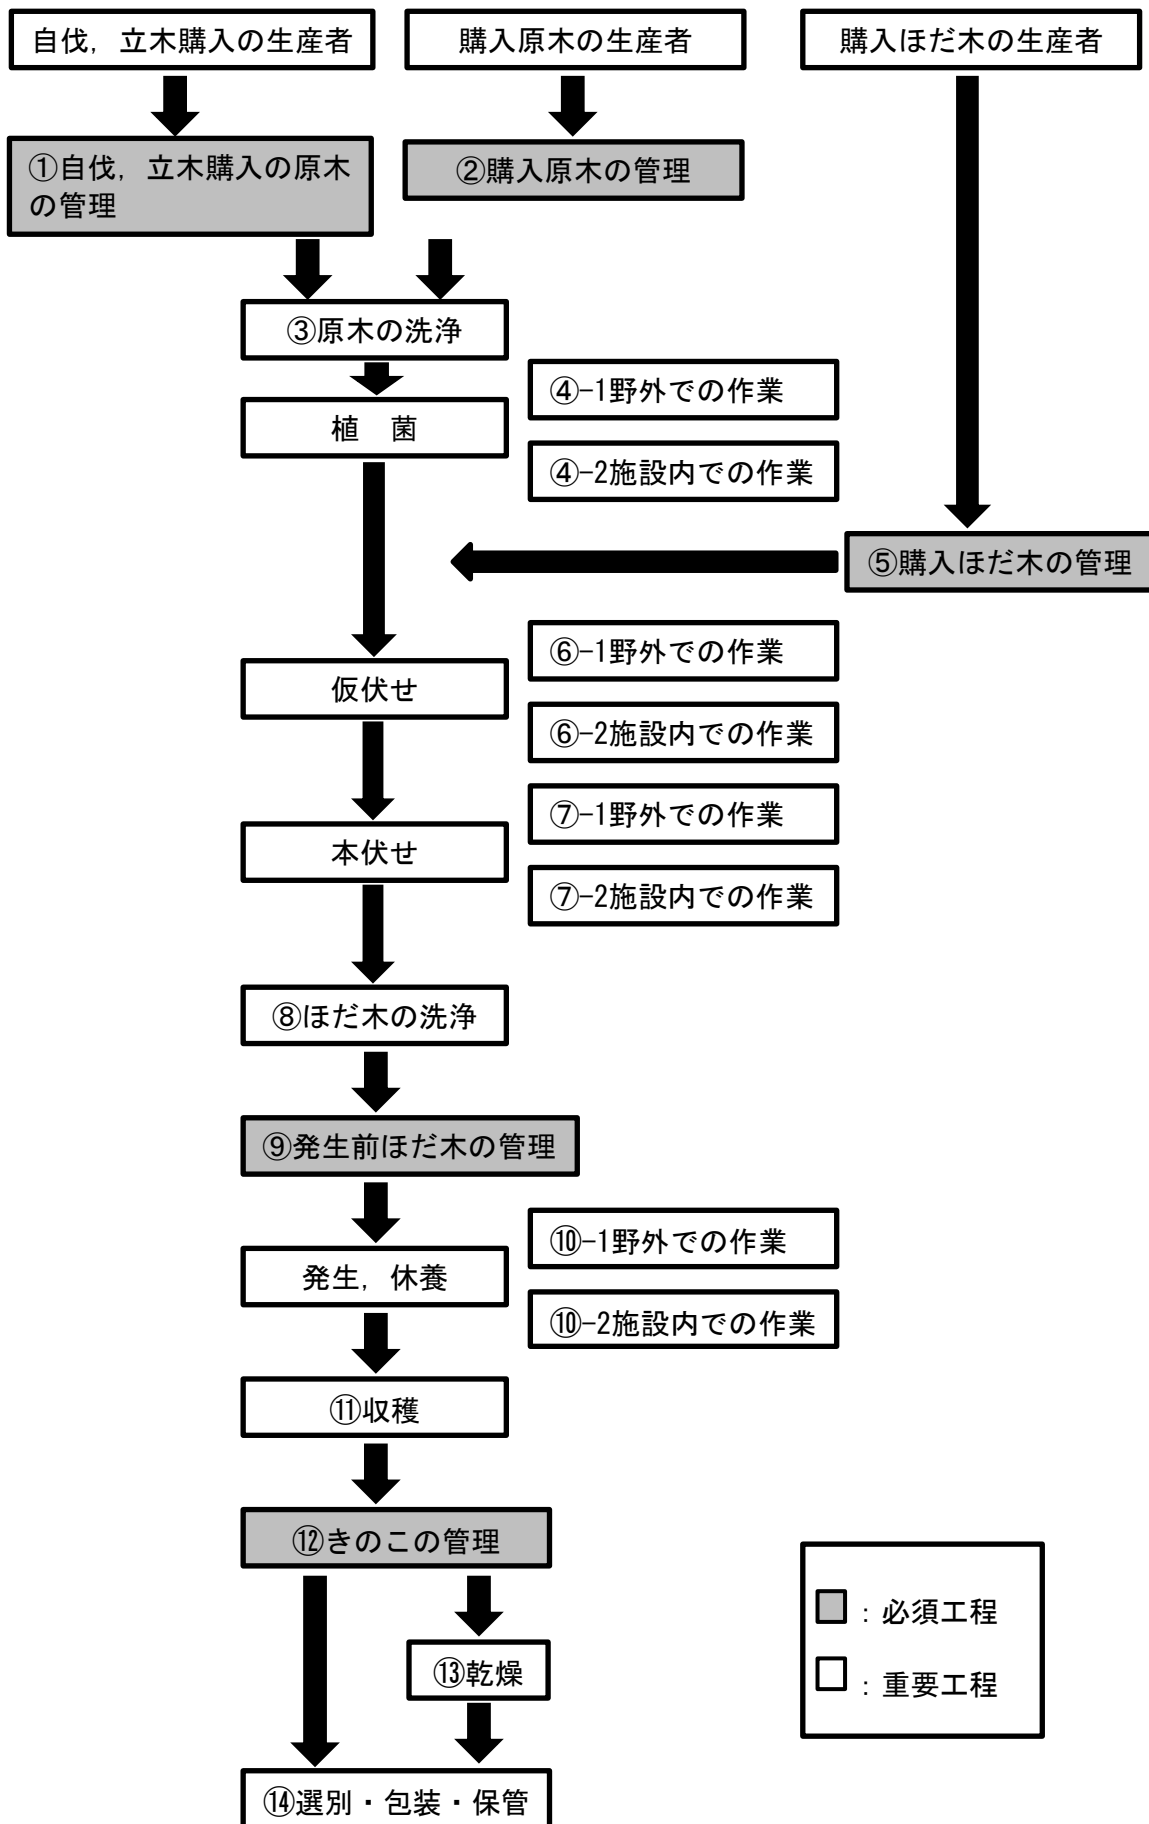 自伐，立木購入の生産者
購入原木の生産者
購入ほだ木の生産者
①自伐，立木購入の原木
の管理
②購入原木の管理
③原木の洗浄
植　菌
④-1野外での作業
④-2施設内での作業
⑤購入ほだ木の管理
仮伏せ
⑥-1野外での作業
⑥-2施設内での作業
本伏せ
⑦-1野外での作業
⑦-2施設内での作業
⑧ほだ木の洗浄
⑨発生前ほだ木の管理
発生，休養
⑩-1野外での作業
⑩-2施設内での作業
⑪収穫
⑫きのこの管理
⑬乾燥
⑭選別・包装・保管
：必須工程
：重要工程